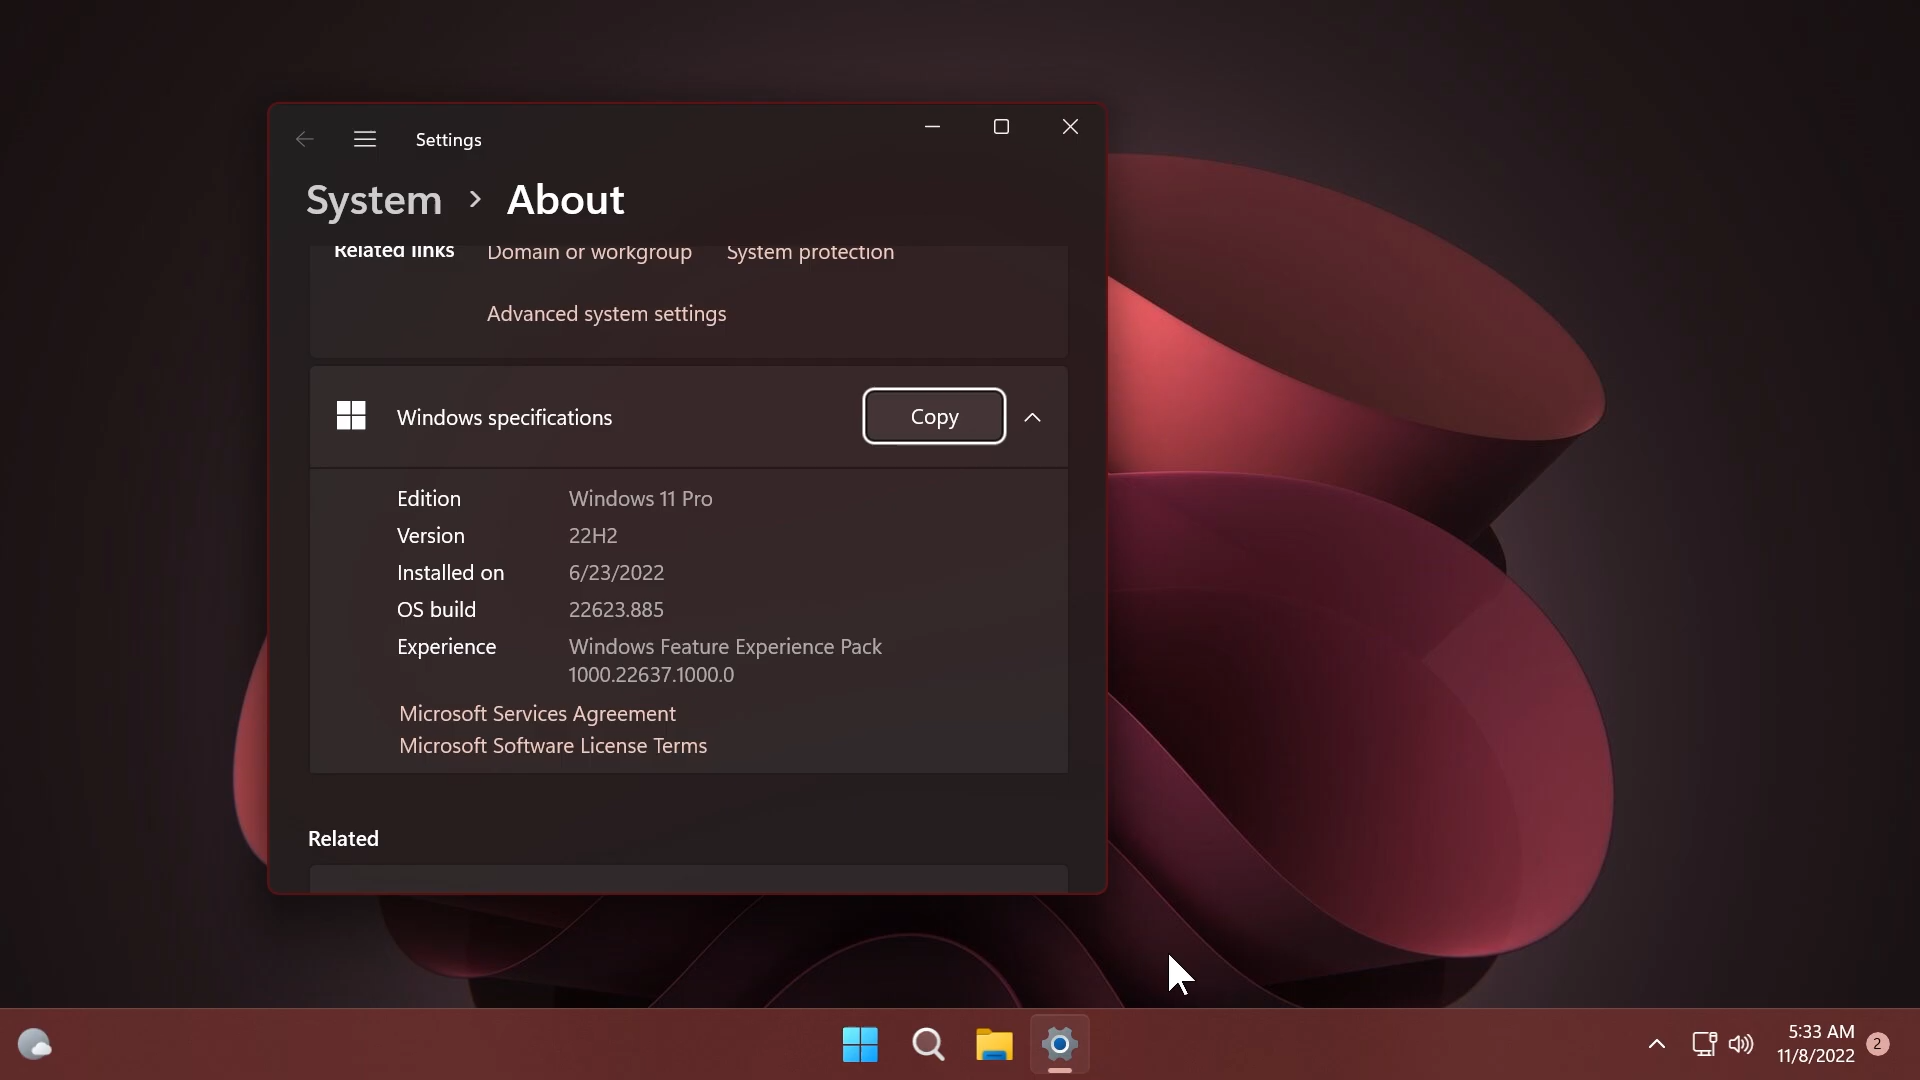 Settings
System > About
Related links Domain or workgroup System protection
Advanced system settings
Windows specifications Copy
Edition Windows 11 Pro
Version 22H2
Installed on 6/23/2022
OS build 22623.885
Experience Windows Feature Experience Pack
1000.22637.1000.0
Microsoft Services Agreement
Microsoft Software License Terms
Related
5:33 AM
11/8/2022 2